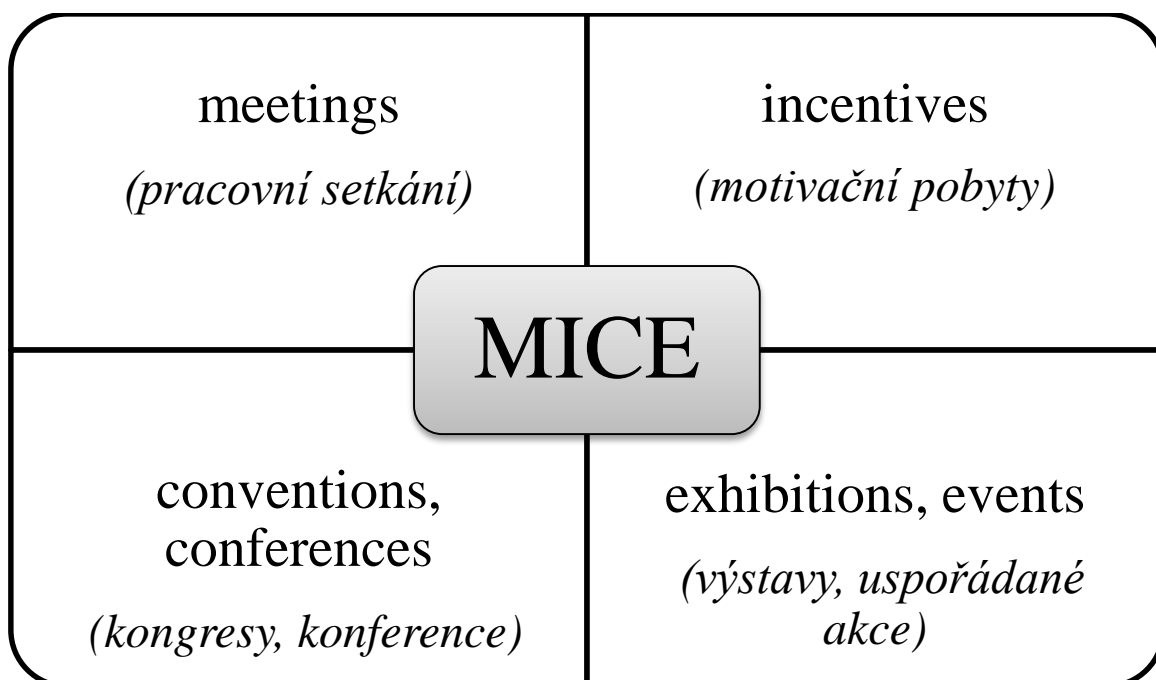 meetings
(pracovní setkání)
incentives
(motivační pobyty)
MICE
conventions,
conferences
(kongresy, konference)
exhibitions, events
(výstavy, uspořádané
akce)